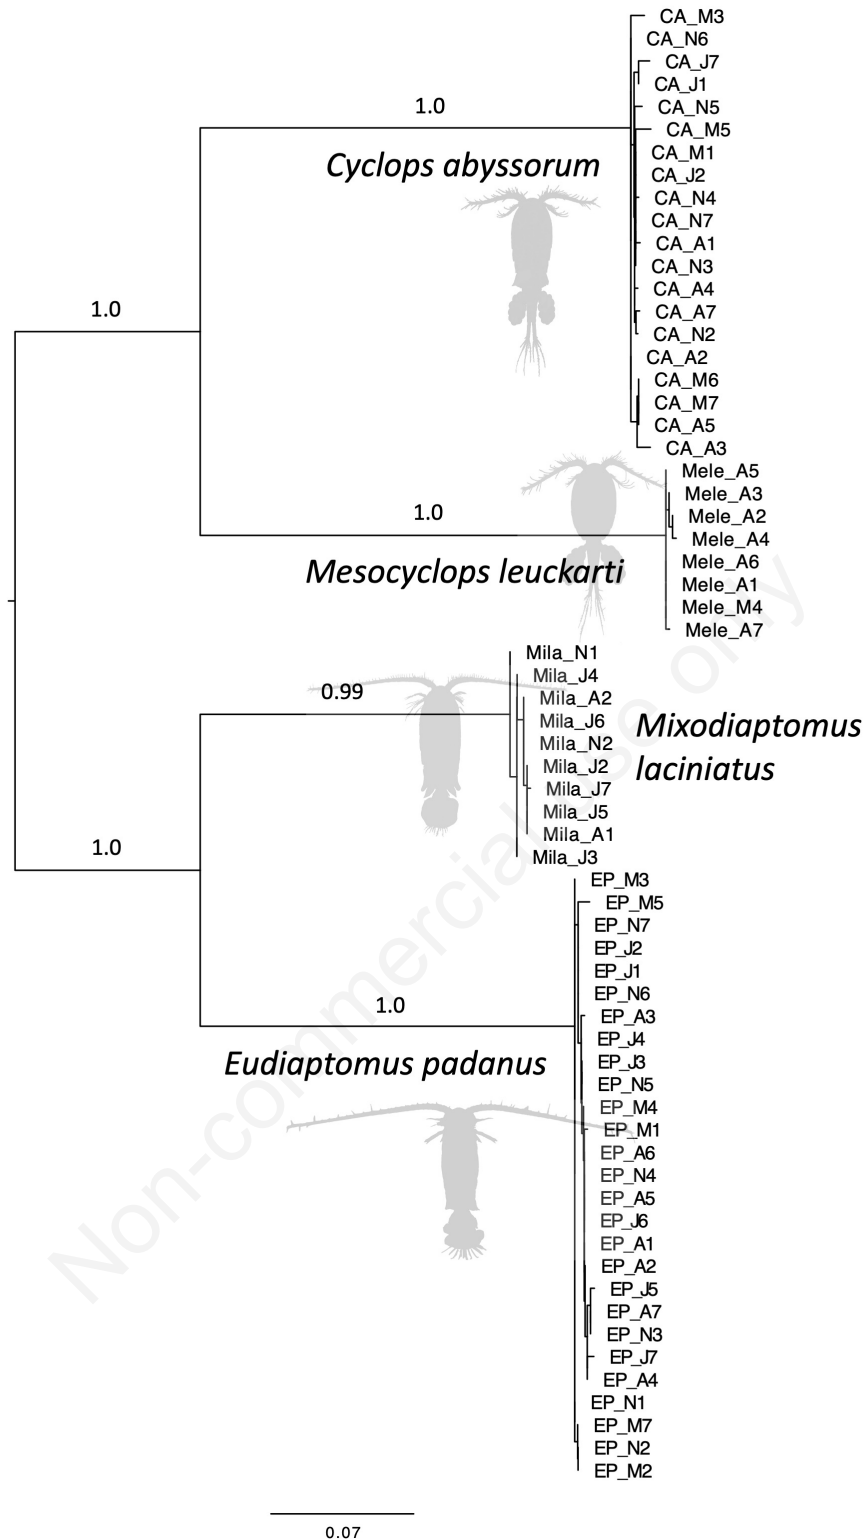 CA_M3
CA_N6
CA_J7
CA_J1
CA_N5
1.0
CA_M5
CA_M1
Cyclops abyssorum
CA_J2
CA_N4
CA_N7
CA_A1
CA_N3
CA_A4
1.0
CA_A7
CA_N2
CA_A2
CA_M6
CA_M7
CA_A5
CA_A3
Mele_A5
Mele_A3
1.0
Mele_A2
Mele_A4
Mele_A6
Mesocyclops leuckarti
Mele_A1
Mele_M4
Mele_A7
Mila_N1
Mila_J4
0.99
Mila_A2
Mila_J6
Mixodiaptomus
laciniatus
Mila_N2
Mila_J2
Mila_J7
Mila_J5
Mila_A1
1.0
Mila_J3
EP_M3
EP_M5
EP_N7
EP_J2
EP_J1
EP_N6
1.0
EP_A3
EP_J4
EP_J3
Eudiaptomus padanus
EP_N5
EP_M4
EP_M1
EP_A6
EP_N4
EP_A5
EP_J6
EP_A1
EP_A2
EP_J5
EP_A7
EP_N3
EP_J7
EP_A4
EP_N1
EP_M7
EP_N2
EP_M2
0.07
Non-commercial use only